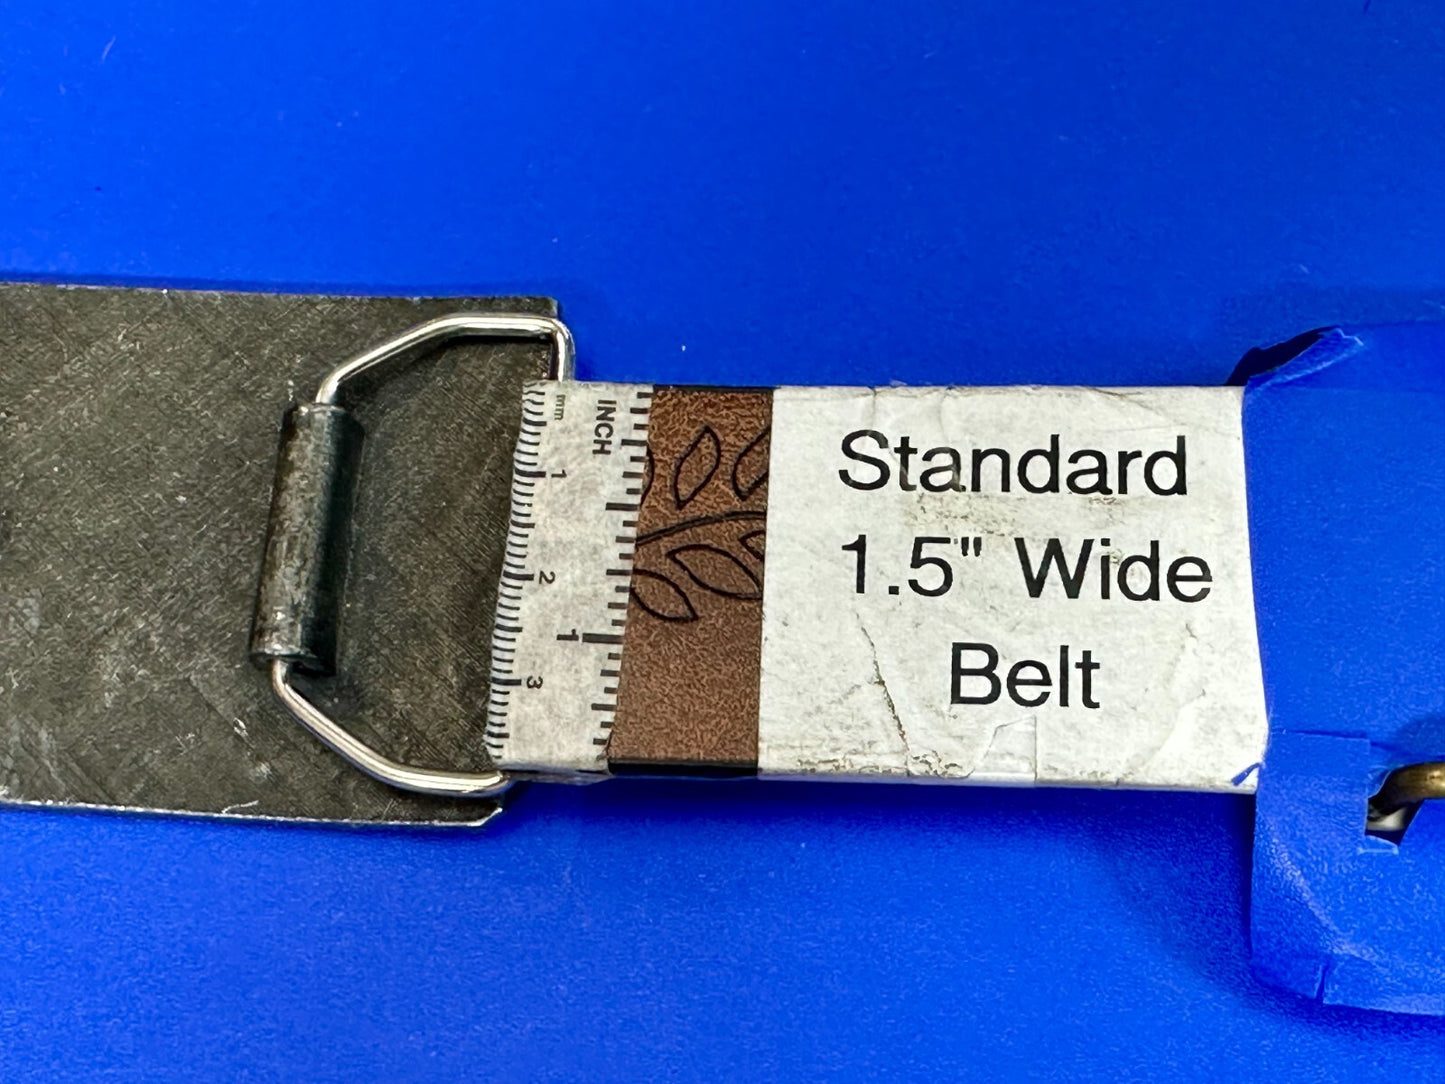 mm
INCH
1
2
1
3
Standard
1.5" Wide
Belt